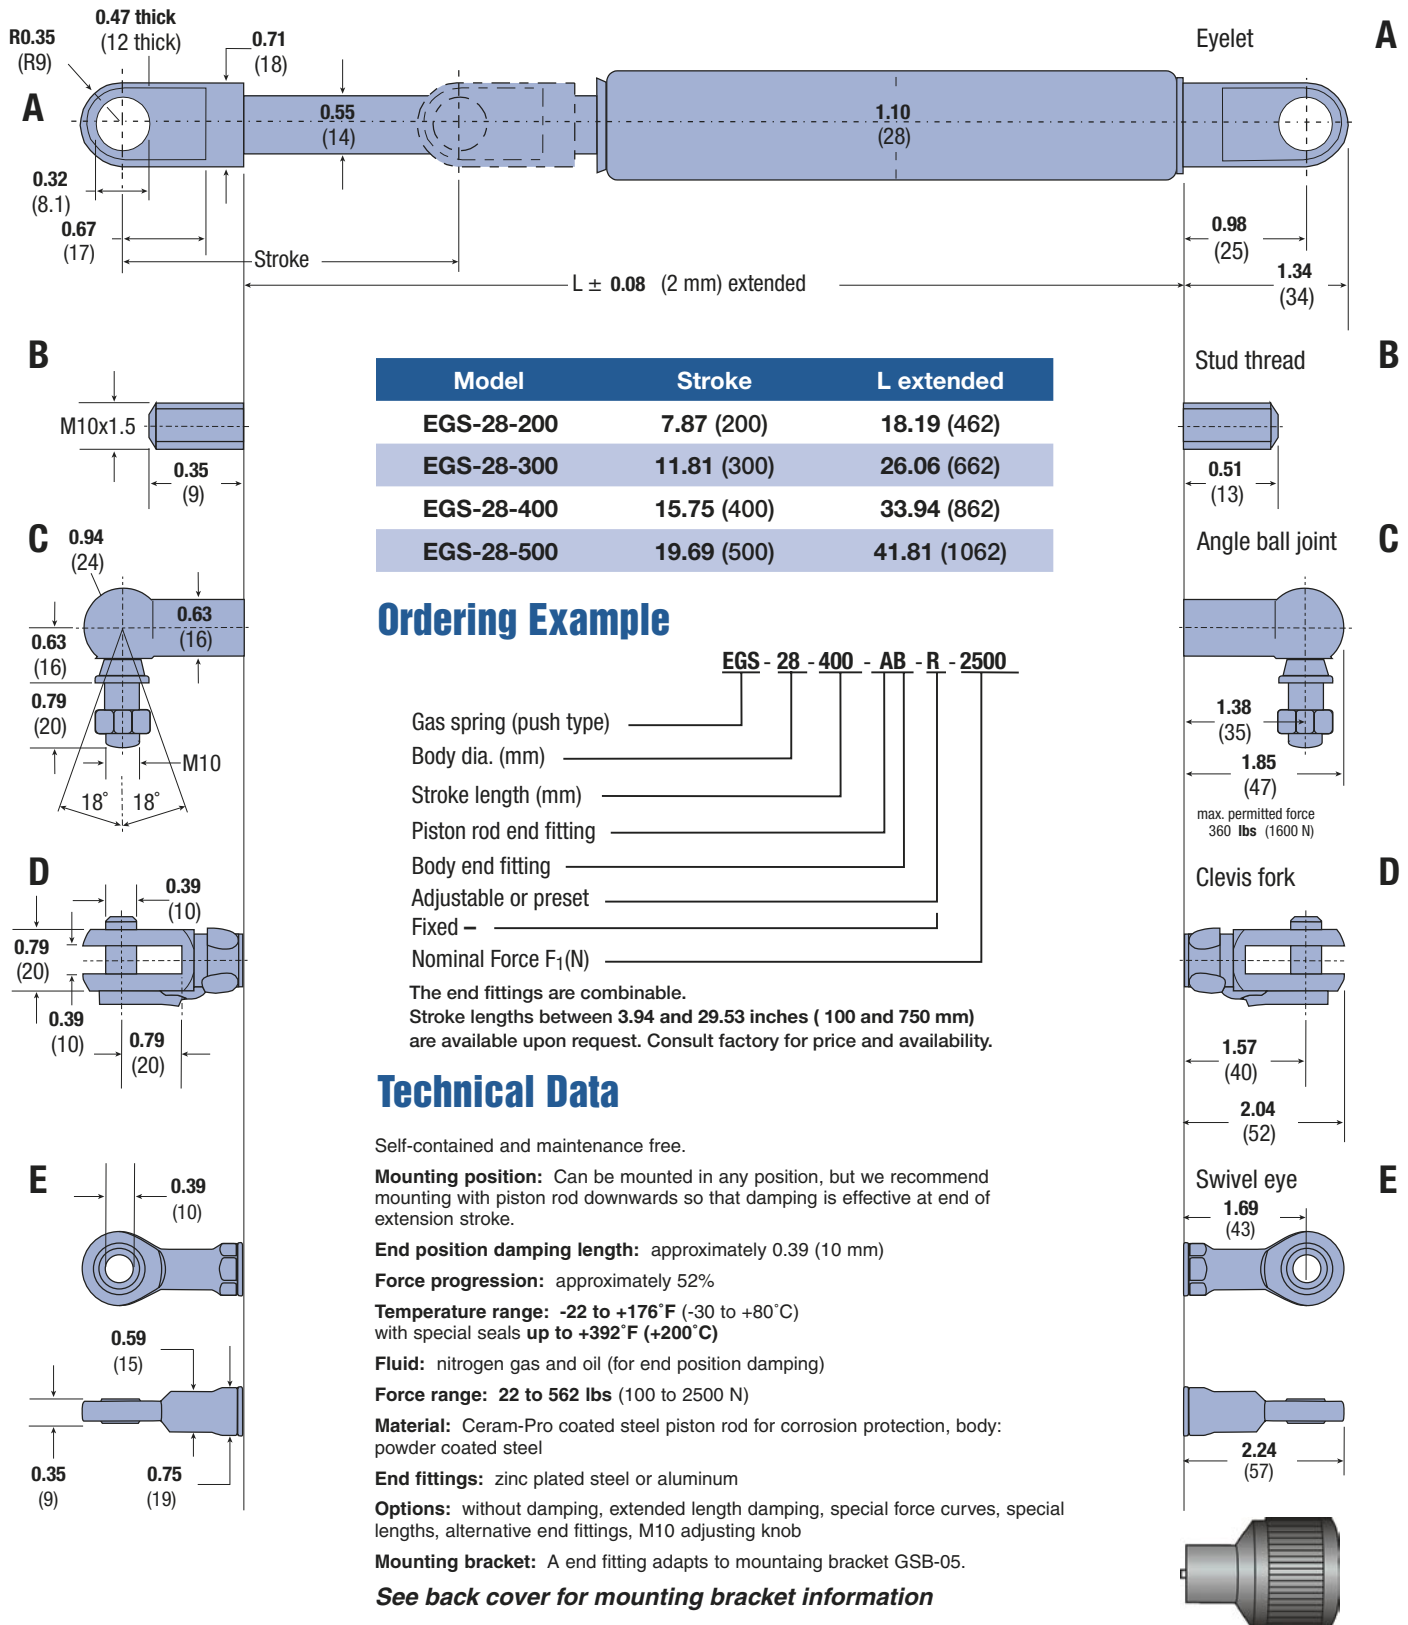 0.47 thick
(12 thick)
R0.35
(R9)
0.71
(18)
Eyelet
A
A
0.55
(14)
1.10
(28)
0.32
(8.1)
0.67
(17)
Stroke
0.98
(25)
L ± 0.08 (2 mm) extended
1.34
(34)
B
M10x1.5
0.35
(9)
Stud thread
B
0.51
(13)
Model Stroke L extended
EGS-28-200 7.87 (200) 18.19 (462)
EGS-28-300 11.81 (300) 26.06 (662)
EGS-28-400 15.75 (400) 33.94 (862)
EGS-28-500 19.69 (500) 41.81 (1062)
C
0.94
(24)
0.63
(16)
0.63
(16)
0.79
(20)
M10
18° 18°
Angle ball joint
C
1.38
(35)
1.85
(47)
max. permitted force
360 lbs (1600 N)
Ordering Example
EGS - 28 - 400 - AB - R - 2500
Gas spring (push type)
Body dia. (mm)
Stroke length (mm)
Piston rod end fitting
Body end fitting
Adjustable or preset
Fixed –
Nominal Force F1(N)
The end fittings are combinable.
Stroke lengths between 3.94 and 29.53 inches ( 100 and 750 mm)
are available upon request. Consult factory for price and availability.
D
0.39
(10)
0.79
(20)
0.39
(10)
0.79
(20)
Clevis fork
D
1.57
(40)
2.04
(52)
Technical Data
Self-contained and maintenance free.
Mounting position: Can be mounted in any position, but we recommend
mounting with piston rod downwards so that damping is effective at end of
extension stroke.
End position damping length: approximately 0.39 (10 mm)
Force progression: approximately 52%
Temperature range: -22 to +176°F (-30 to +80°C)
with special seals up to +392°F (+200°C)
Fluid: nitrogen gas and oil (for end position damping)
Force range: 22 to 562 lbs (100 to 2500 N)
Material: Ceram-Pro coated steel piston rod for corrosion protection, body:
powder coated steel
End fittings: zinc plated steel or aluminum
Options: without damping, extended length damping, special force curves, special
lengths, alternative end fittings, M10 adjusting knob
Mounting bracket: A end fitting adapts to mountaing bracket GSB-05.
See back cover for mounting bracket information
E
0.39
(10)
0.59
(15)
0.35
(9)
0.75
(19)
Swivel eye
E
1.69
(43)
2.24
(57)